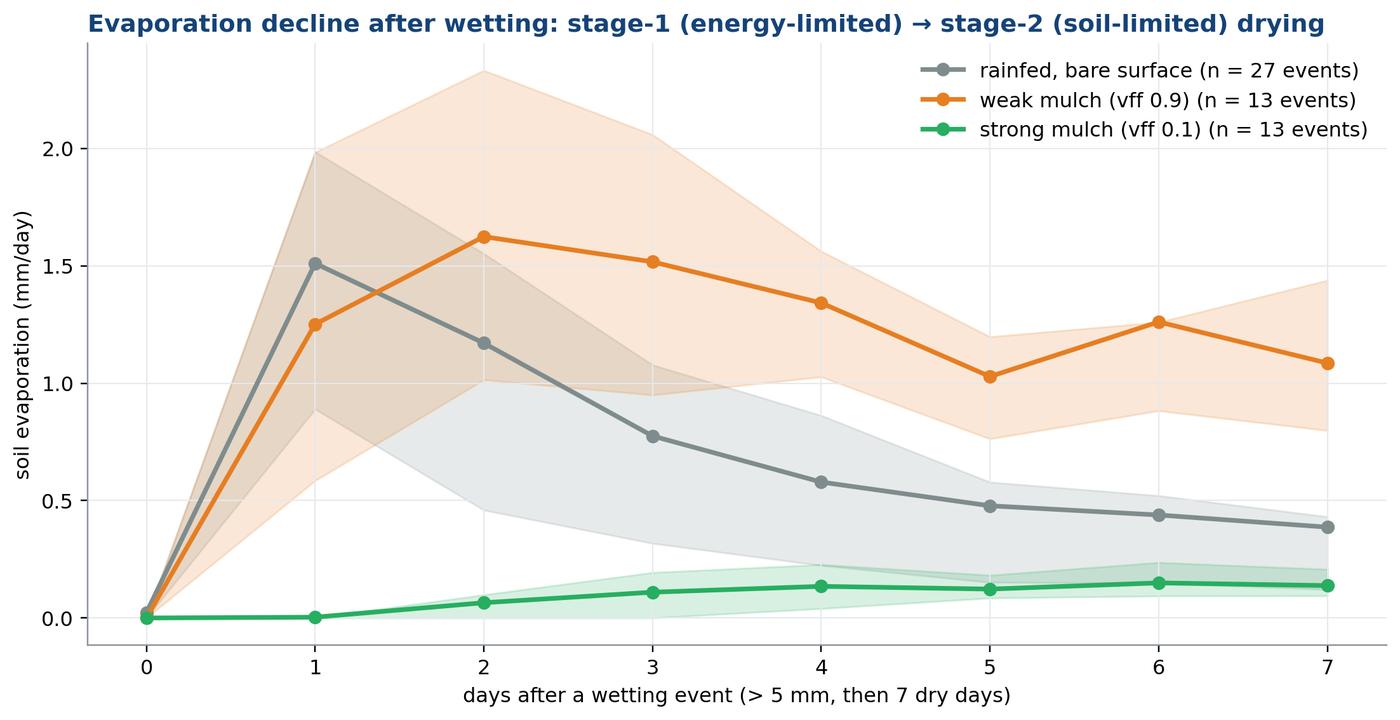 Evaporation decline after wetting: stage-1 (energy-limited) → stage-2 (soil-limited) drying
rainfed, bare surface (n = 27 events)
weak mulch (vff 0.9) (n = 13 events)
strong mulch (vff 0.1) (n = 13 events)
soil evaporation (mm/day)
2.0
1.5
1.0
0.5
0.0
0 1 2 3 4 5 6 7
days after a wetting event (> 5 mm, then 7 dry days)